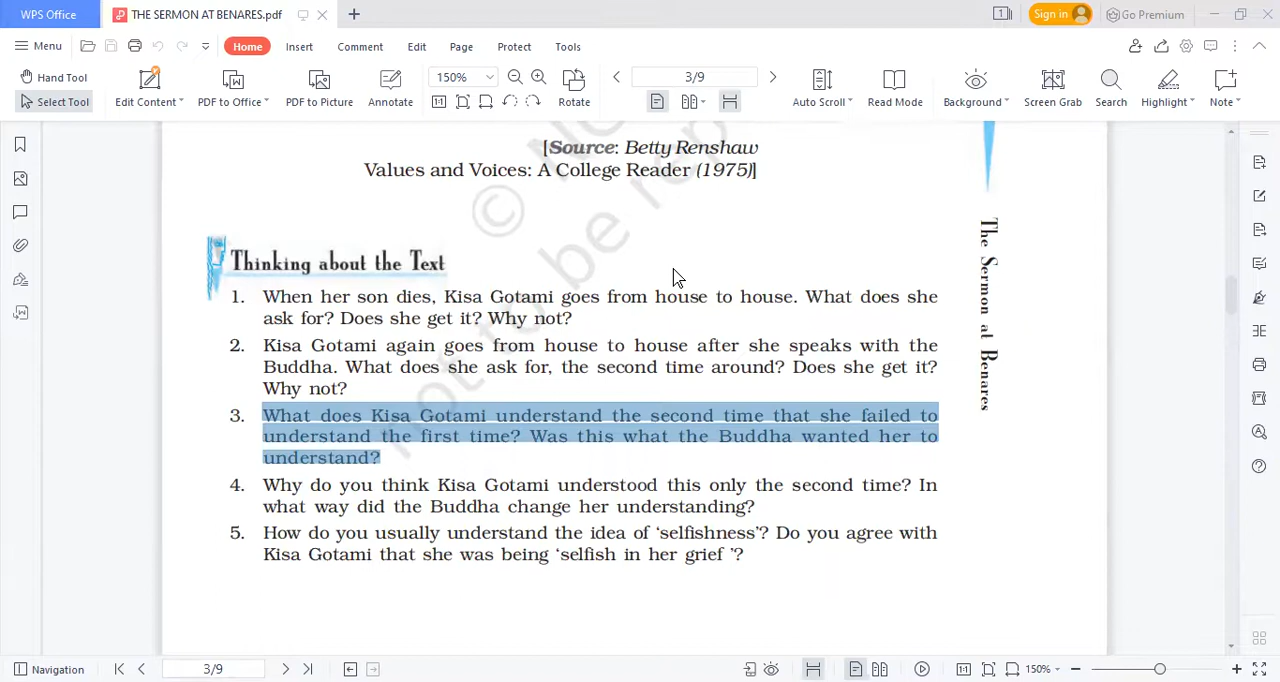 WPS Office
THE SERMON AT BENARES.pdf
1
Sign in
Go Premium
Menu
Home
Insert
Comment
Edit
Page
Protect
Tools
Hand Tool
Select Tool
Edit Content
PDF to Office
PDF to Picture
Annotate
150%
Rotate
3/9
Auto Scroll
Read Mode
Background
Screen Grab
Search
Highlight
Note
[Source: Betty Renshaw
Values and Voices: A College Reader (1975)]
Thinking about the Text
1. When her son dies, Kisa Gotami goes from house to house. What does she
ask for? Does she get it? Why not?
2. Kisa Gotami again goes from house to house after she speaks with the
Buddha. What does she ask for, the second time around? Does she get it?
Why not?
3. What does Kisa Gotami understand the second time that she failed to
understand the first time? Was this what the Buddha wanted her to
understand?
4. Why do you think Kisa Gotami understood this only the second time? In
what way did the Buddha change her understanding?
5. How do you usually understand the idea of ‘selfishness’? Do you agree with
Kisa Gotami that she was being ‘selfish in her grief ’?
The Sermon at Benares
© N
not to be rep
Navigation
3/9
150%